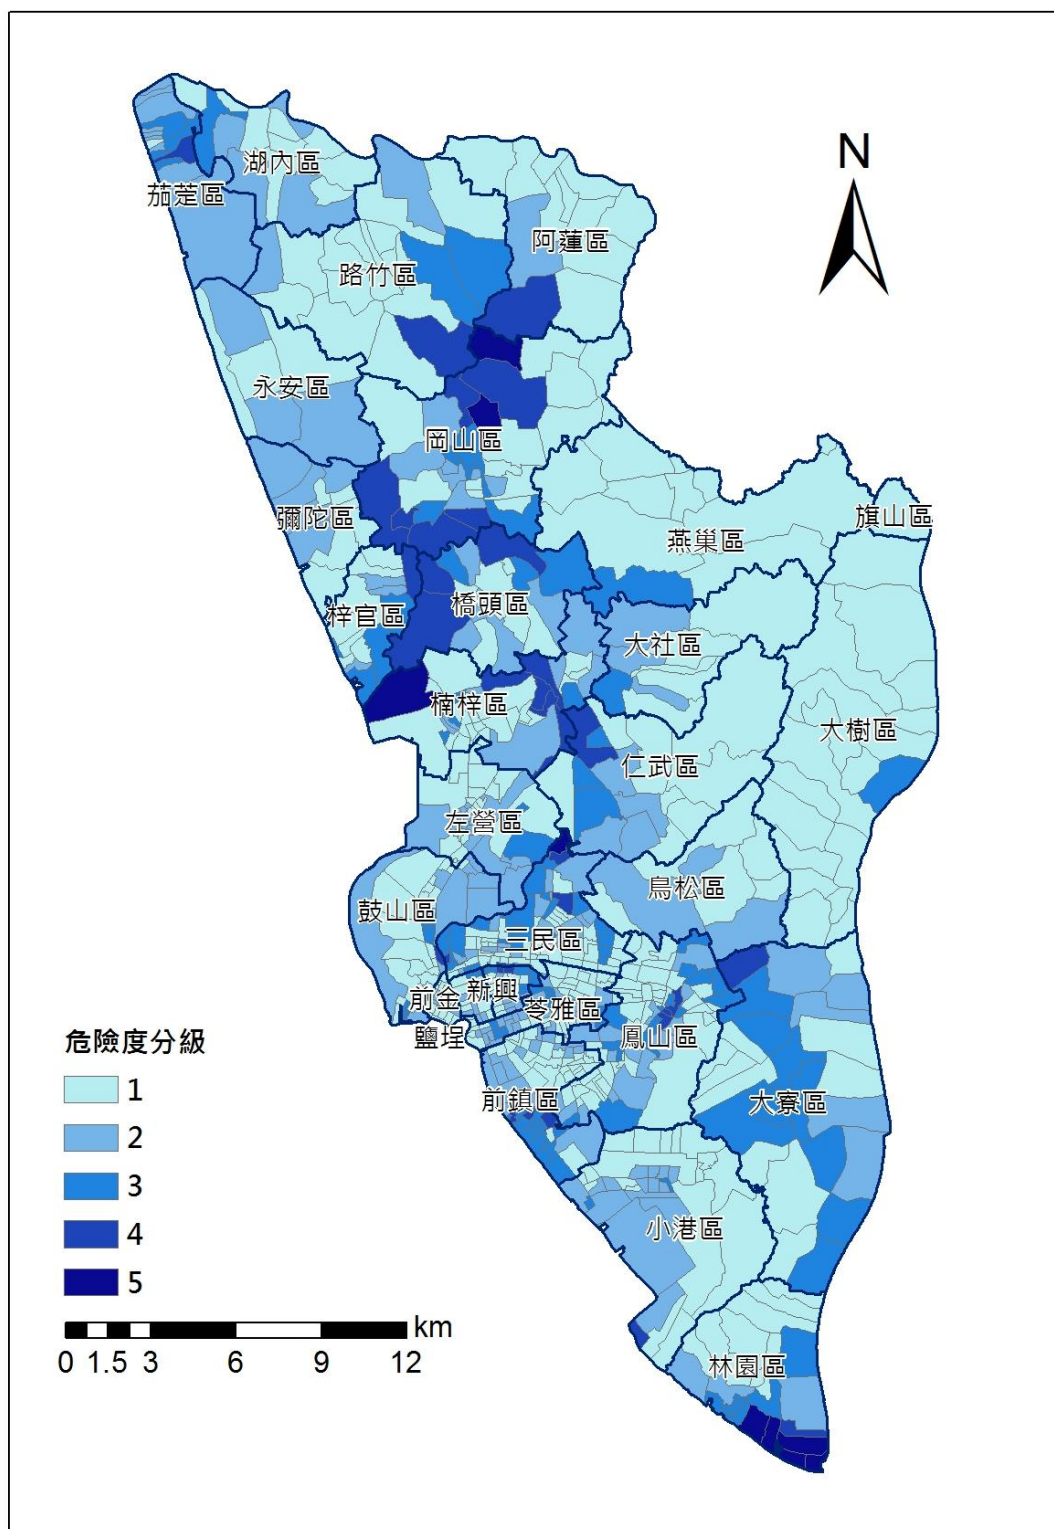 N
湖內區
茄萣區
阿蓮區
路竹區
永安區
岡山區
彌陀區
旗山區
燕巢區
梓官區
橋頭區
大社區
楠梓區
大樹區
仁武區
左營區
鳥松區
鼓山區
三民區
前金
新興
苓雅區
鹽埕
鳳山區
前鎮區
大寮區
小港區
林園區
危險度分級
1
2
3
4
5
km
0 1.5 3 6 9 12